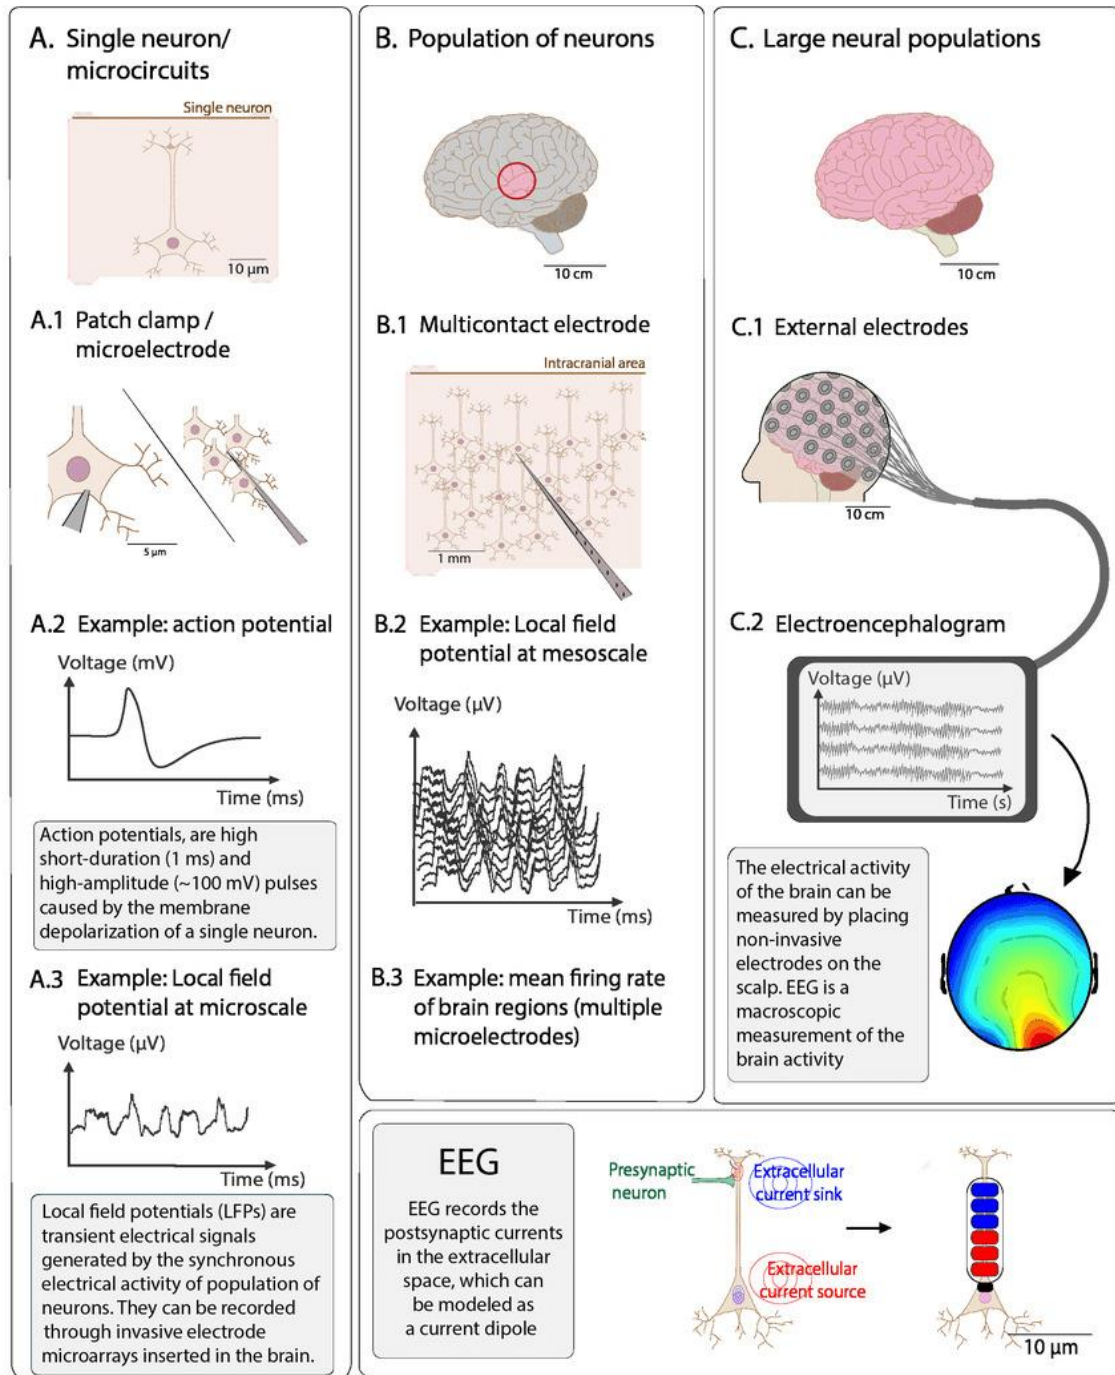 A. Single neuron/
microcircuits
Single neuron
10 µm
A.1 Patch clamp /
microelectrode
5 µm
A.2 Example: action potential
Voltage (mV)
Time (ms)
Action potentials, are high
short-duration (1 ms) and
high-amplitude (~100 mV) pulses
caused by the membrane
depolarization of a single neuron.
A.3 Example: Local field
potential at microscale
Voltage (µV)
Time (ms)
Local field potentials (LFPs) are
transient electrical signals
generated by the synchronous
electrical activity of population of
neurons. They can be recorded
through invasive electrode
microarrays inserted in the brain.
B. Population of neurons
10 cm
B.1 Multicontact electrode
Intracranial area
1 mm
B.2 Example: Local field
potential at mesoscale
Voltage (µV)
Time (ms)
B.3 Example: mean firing rate
of brain regions (multiple
microelectrodes)
C. Large neural populations
10 cm
C.1 External electrodes
10 cm
C.2 Electroencephalogram
Voltage (µV)
Time (s)
The electrical activity
of the brain can be
measured by placing
non-invasive
electrodes on the
scalp. EEG is a
macroscopic
measurement of the
brain activity
EEG
EEG records the
postsynaptic currents
in the extracellular
space, which can
be modeled as
a current dipole
Presynaptic
neuron
Extracellular
current sink
Extracellular
current source
10 µm